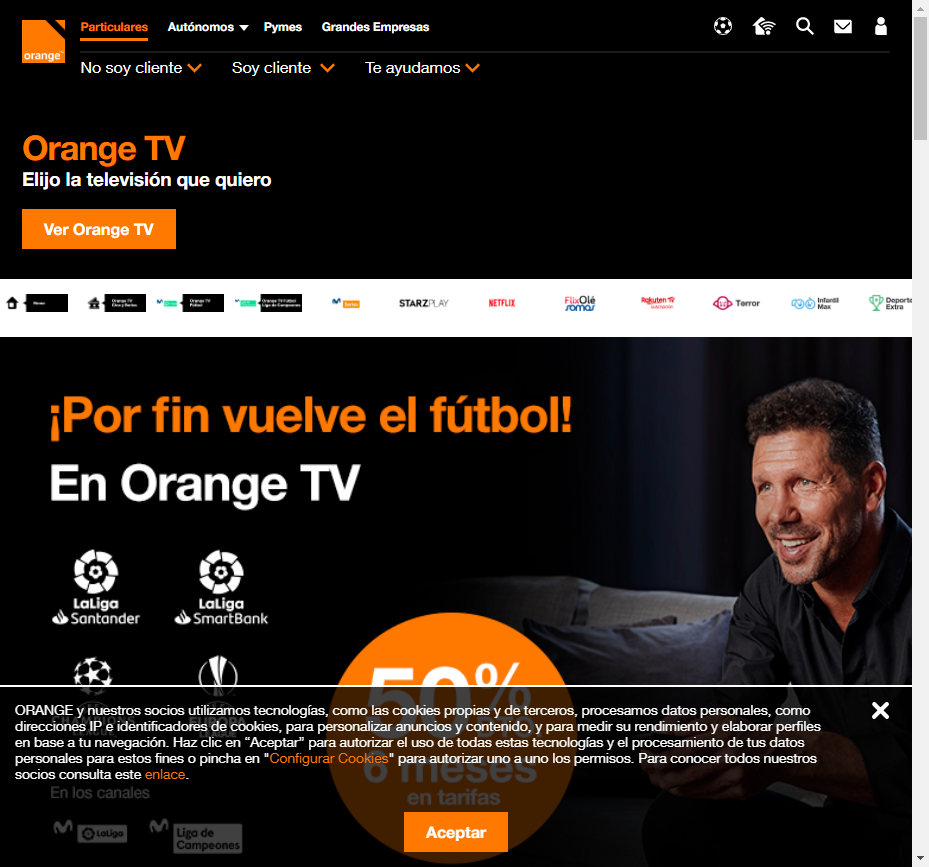 orange
Particulares
Autónomos
Pymes
Grandes Empresas
No soy cliente
Soy cliente
Te ayudamos
Orange TV
Elijo la televisión que quiero
Ver Orange TV
Home
Orange TV
Cine y Series
Orange TV
Fútbol
Orange TV Fútbol
Liga de Campeones
Series
STARZPLAY
NETFLIX
FlixOlé
somos
Rakuten TV
Terror
Infantil
Max
Deporte
Extra
¡Por fin vuelve el fútbol!
En Orange TV
LaLiga
Santander
LaLiga
SmartBank
CHAMPIONS
LEAGUE
EUROPA
LEAGUE
50%
DTO
6 meses
en tarifas
ORANGE y nuestros socios utilizamos tecnologías, como las cookies propias y de terceros, procesamos datos personales, como
direcciones IP e identificadores de cookies, para personalizar anuncios y contenido, y para medir su rendimiento y elaborar perfiles
en base a tu navegación. Haz clic en “Aceptar” para autorizar el uso de todas estas tecnologías y el procesamiento de tus datos
personales para estos fines o pincha en "Configurar Cookies" para autorizar uno a uno los permisos. Para conocer todos nuestros
socios consulta este enlace.
En los canales
M LaLiga
M Liga de
Campeones
Aceptar